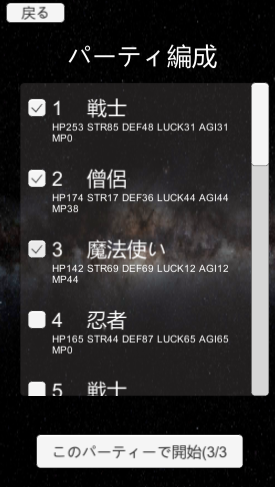 戻る
パーティ編成
1 戦士
HP253 STR85 DEF48 LUCK31 AGI31
MP0
2 僧侶
HP174 STR17 DEF36 LUCK44 AGI44
MP38
3 魔法使い
HP142 STR69 DEF69 LUCK12 AGI12
MP44
4 忍者
HP165 STR44 DEF87 LUCK65 AGI65
MP0
5 戦士
このパーティーで開始(3/3